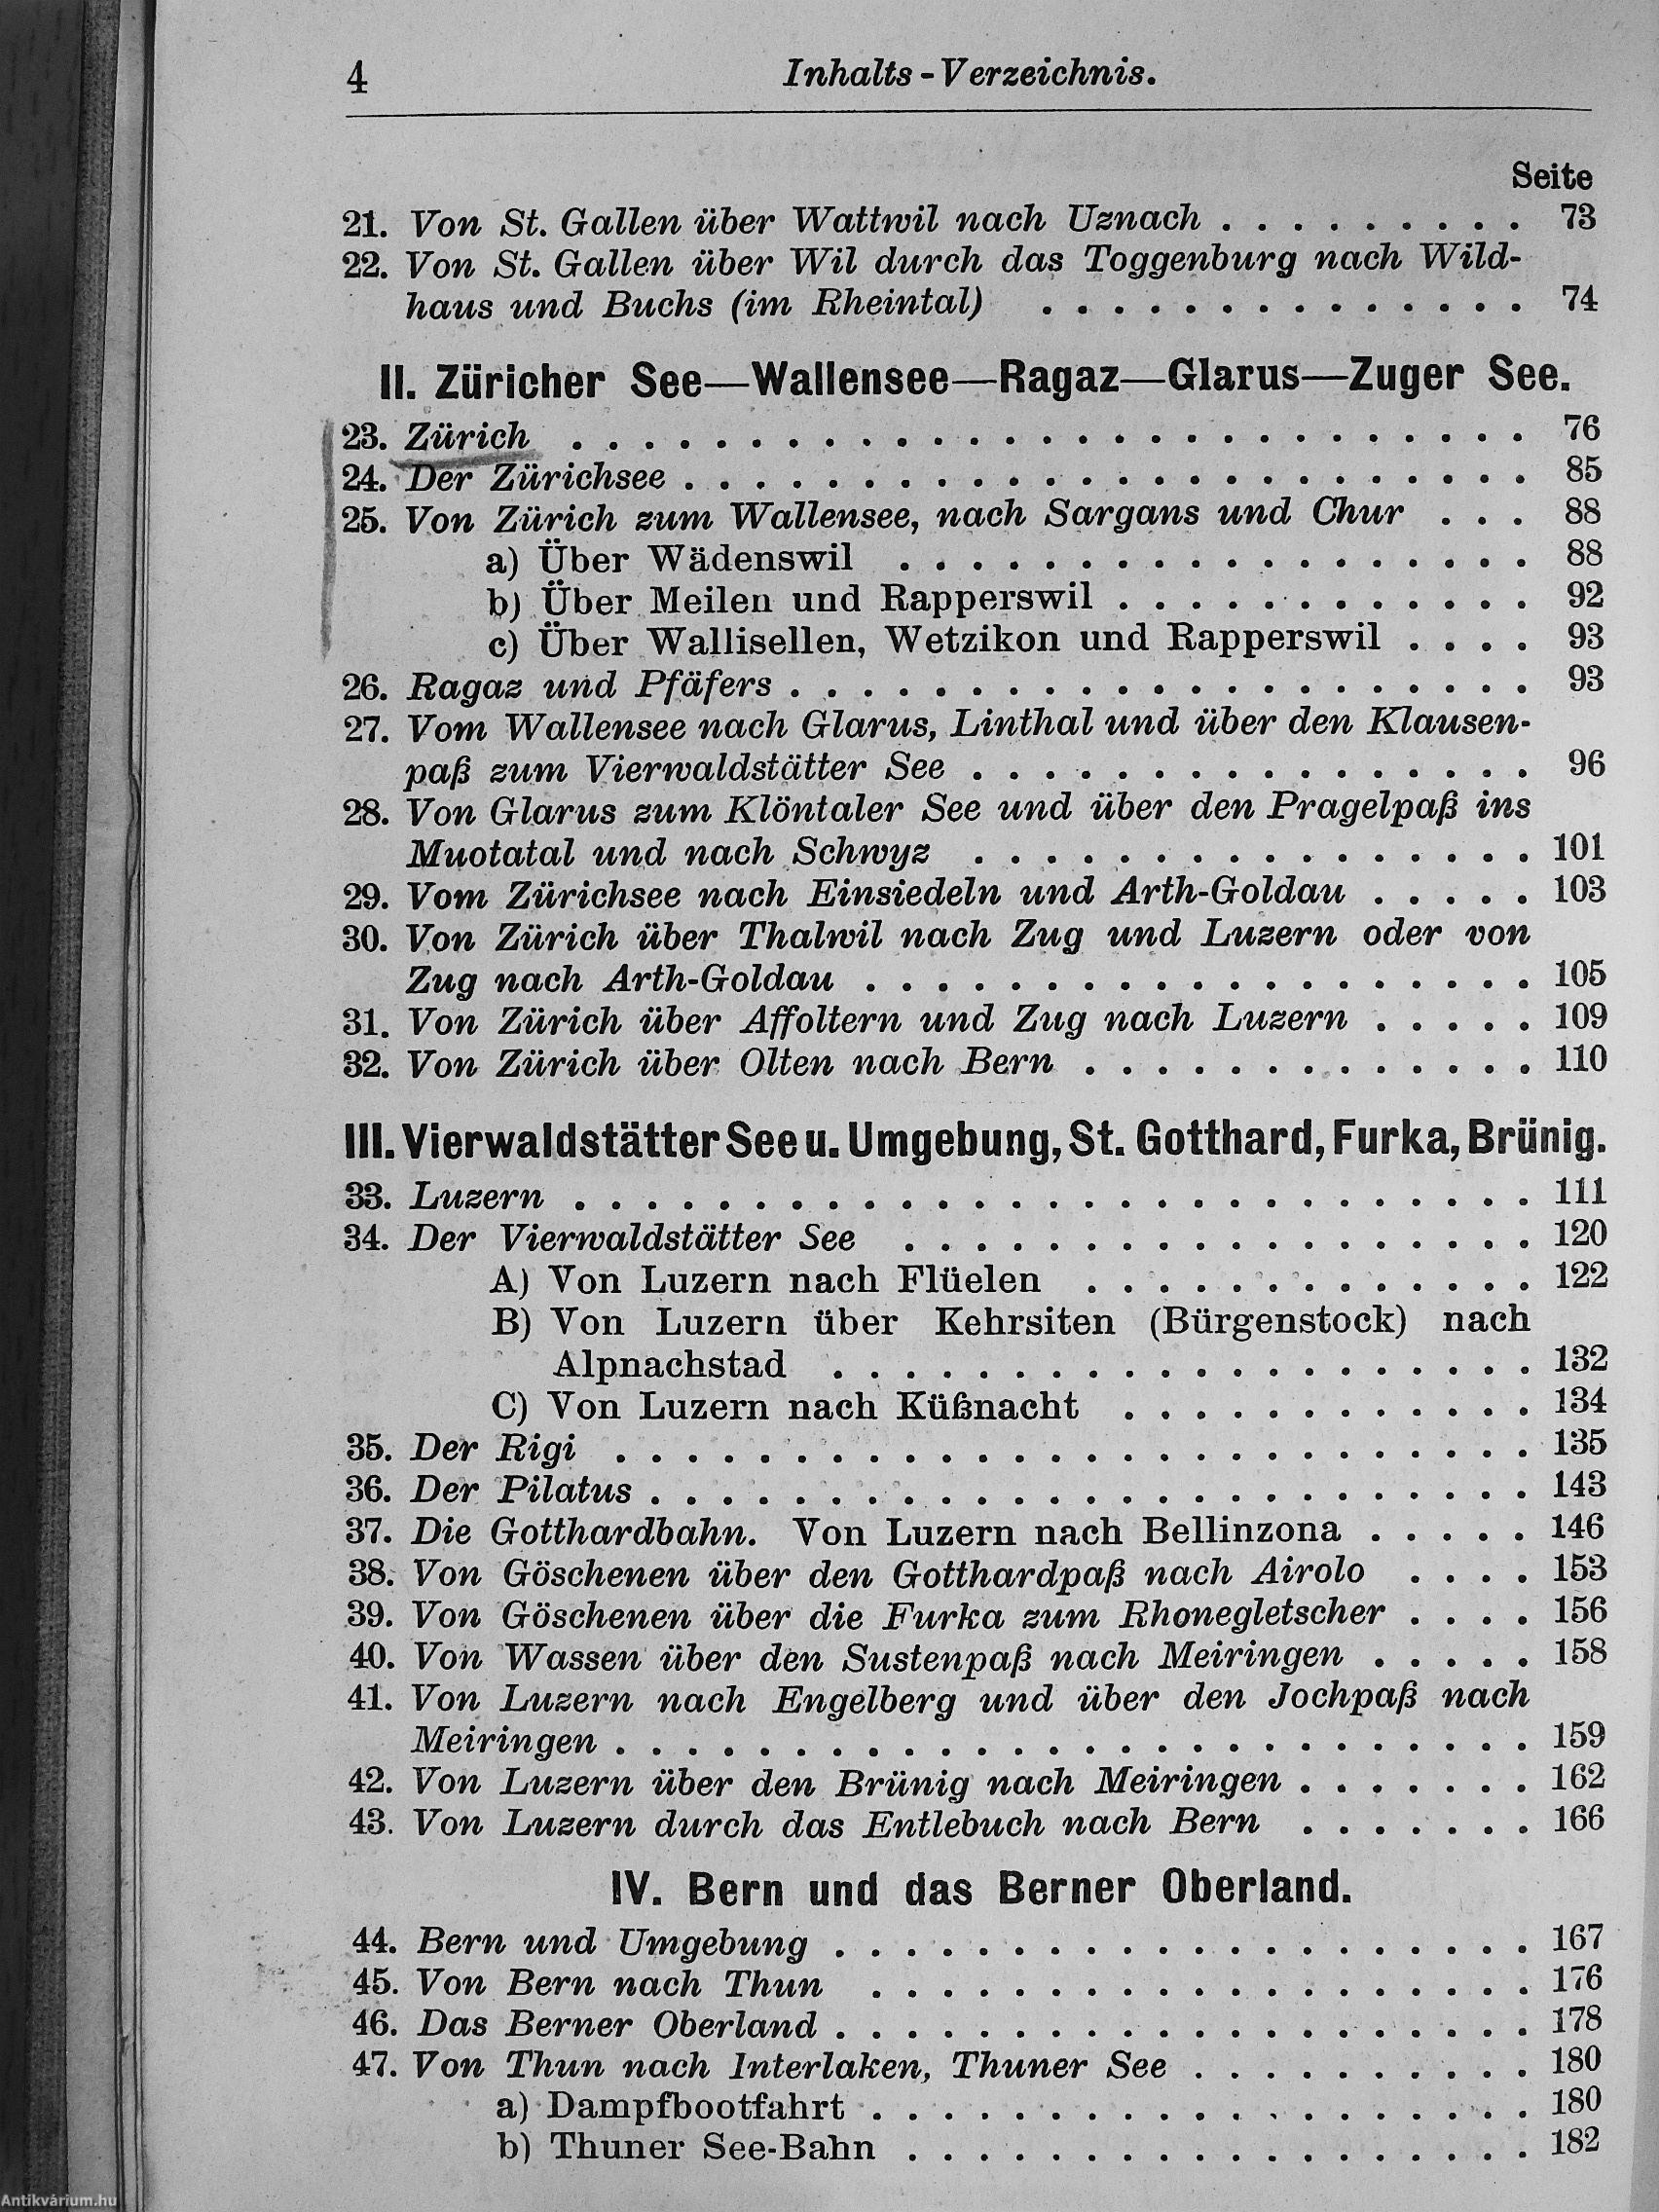 4 Inhalts-Verzeichnis.
Seite
21. Von St. Gallen über Wattwil nach Uznach . . . . . . . . . 73
22. Von St. Gallen über Wil durch das Toggenburg nach Wild-
haus und Buchs (im Rheintal) . . . . . . . . . . . . . . 74
II. Züricher See—Wallensee—Ragaz—Glarus—Zuger See.
23. Zürich . . . . . . . . . . . . . . . . . . . . . . . . . . . 76
24. Der Zürichsee . . . . . . . . . . . . . . . . . . . . . . . . 85
25. Von Zürich zum Wallensee, nach Sargans und Chur . . . 88
a) Über Wädenswil . . . . . . . . . . . . . . . . . . 88
b) Über Meilen und Rapperswil . . . . . . . . . . . . 92
c) Über Wallisellen, Wetzikon und Rapperswil . . . . 93
26. Ragaz und Pfäfers . . . . . . . . . . . . . . . . . . . . . 93
27. Vom Wallensee nach Glarus, Linthal und über den Klausen-
paß zum Vierwaldstätter See . . . . . . . . . . . . . . . . 96
28. Von Glarus zum Klöntaler See und über den Pragelpaß ins
Muotatal und nach Schwyz . . . . . . . . . . . . . . . . 101
29. Vom Zürichsee nach Einsiedeln und Arth-Goldau . . . . . 103
30. Von Zürich über Thalwil nach Zug und Luzern oder von
Zug nach Arth-Goldau . . . . . . . . . . . . . . . . . . . 105
31. Von Zürich über Affoltern und Zug nach Luzern . . . . . 109
32. Von Zürich über Olten nach Bern . . . . . . . . . . . . . 110
III. Vierwaldstätter See u. Umgebung, St. Gotthard, Furka, Brünig.
33. Luzern . . . . . . . . . . . . . . . . . . . . . . . . . . . 111
34. Der Vierwaldstätter See . . . . . . . . . . . . . . . . . . 120
A) Von Luzern nach Flüelen . . . . . . . . . . . . . 122
B) Von Luzern über Kehrsiten (Bürgenstock) nach
Alpnachstad . . . . . . . . . . . . . . . . . . . . 132
C) Von Luzern nach Küßnacht . . . . . . . . . . . . 134
35. Der Rigi . . . . . . . . . . . . . . . . . . . . . . . . . . 135
36. Der Pilatus . . . . . . . . . . . . . . . . . . . . . . . . . 143
37. Die Gotthardbahn. Von Luzern nach Bellinzona . . . . . 146
38. Von Göschenen über den Gotthardpaß nach Airolo . . . . 153
39. Von Göschenen über die Furka zum Rhonegletscher . . . . 156
40. Von Wassen über den Sustenpaß nach Meiringen . . . . . 158
41. Von Luzern nach Engelberg und über den Jochpaß nach
Meiringen . . . . . . . . . . . . . . . . . . . . . . . . . . 159
42. Von Luzern über den Brünig nach Meiringen . . . . . . . 162
43. Von Luzern durch das Entlebuch nach Bern . . . . . . . 166
IV. Bern und das Berner Oberland.
44. Bern und Umgebung . . . . . . . . . . . . . . . . . . . . 167
45. Von Bern nach Thun . . . . . . . . . . . . . . . . . . . 176
46. Das Berner Oberland . . . . . . . . . . . . . . . . . . . . 178
47. Von Thun nach Interlaken, Thuner See . . . . . . . . . . 180
a) Dampfbootfahrt . . . . . . . . . . . . . . . . . . . 180
b) Thuner See-Bahn . . . . . . . . . . . . . . . . . . 182
Antikvárium.hu